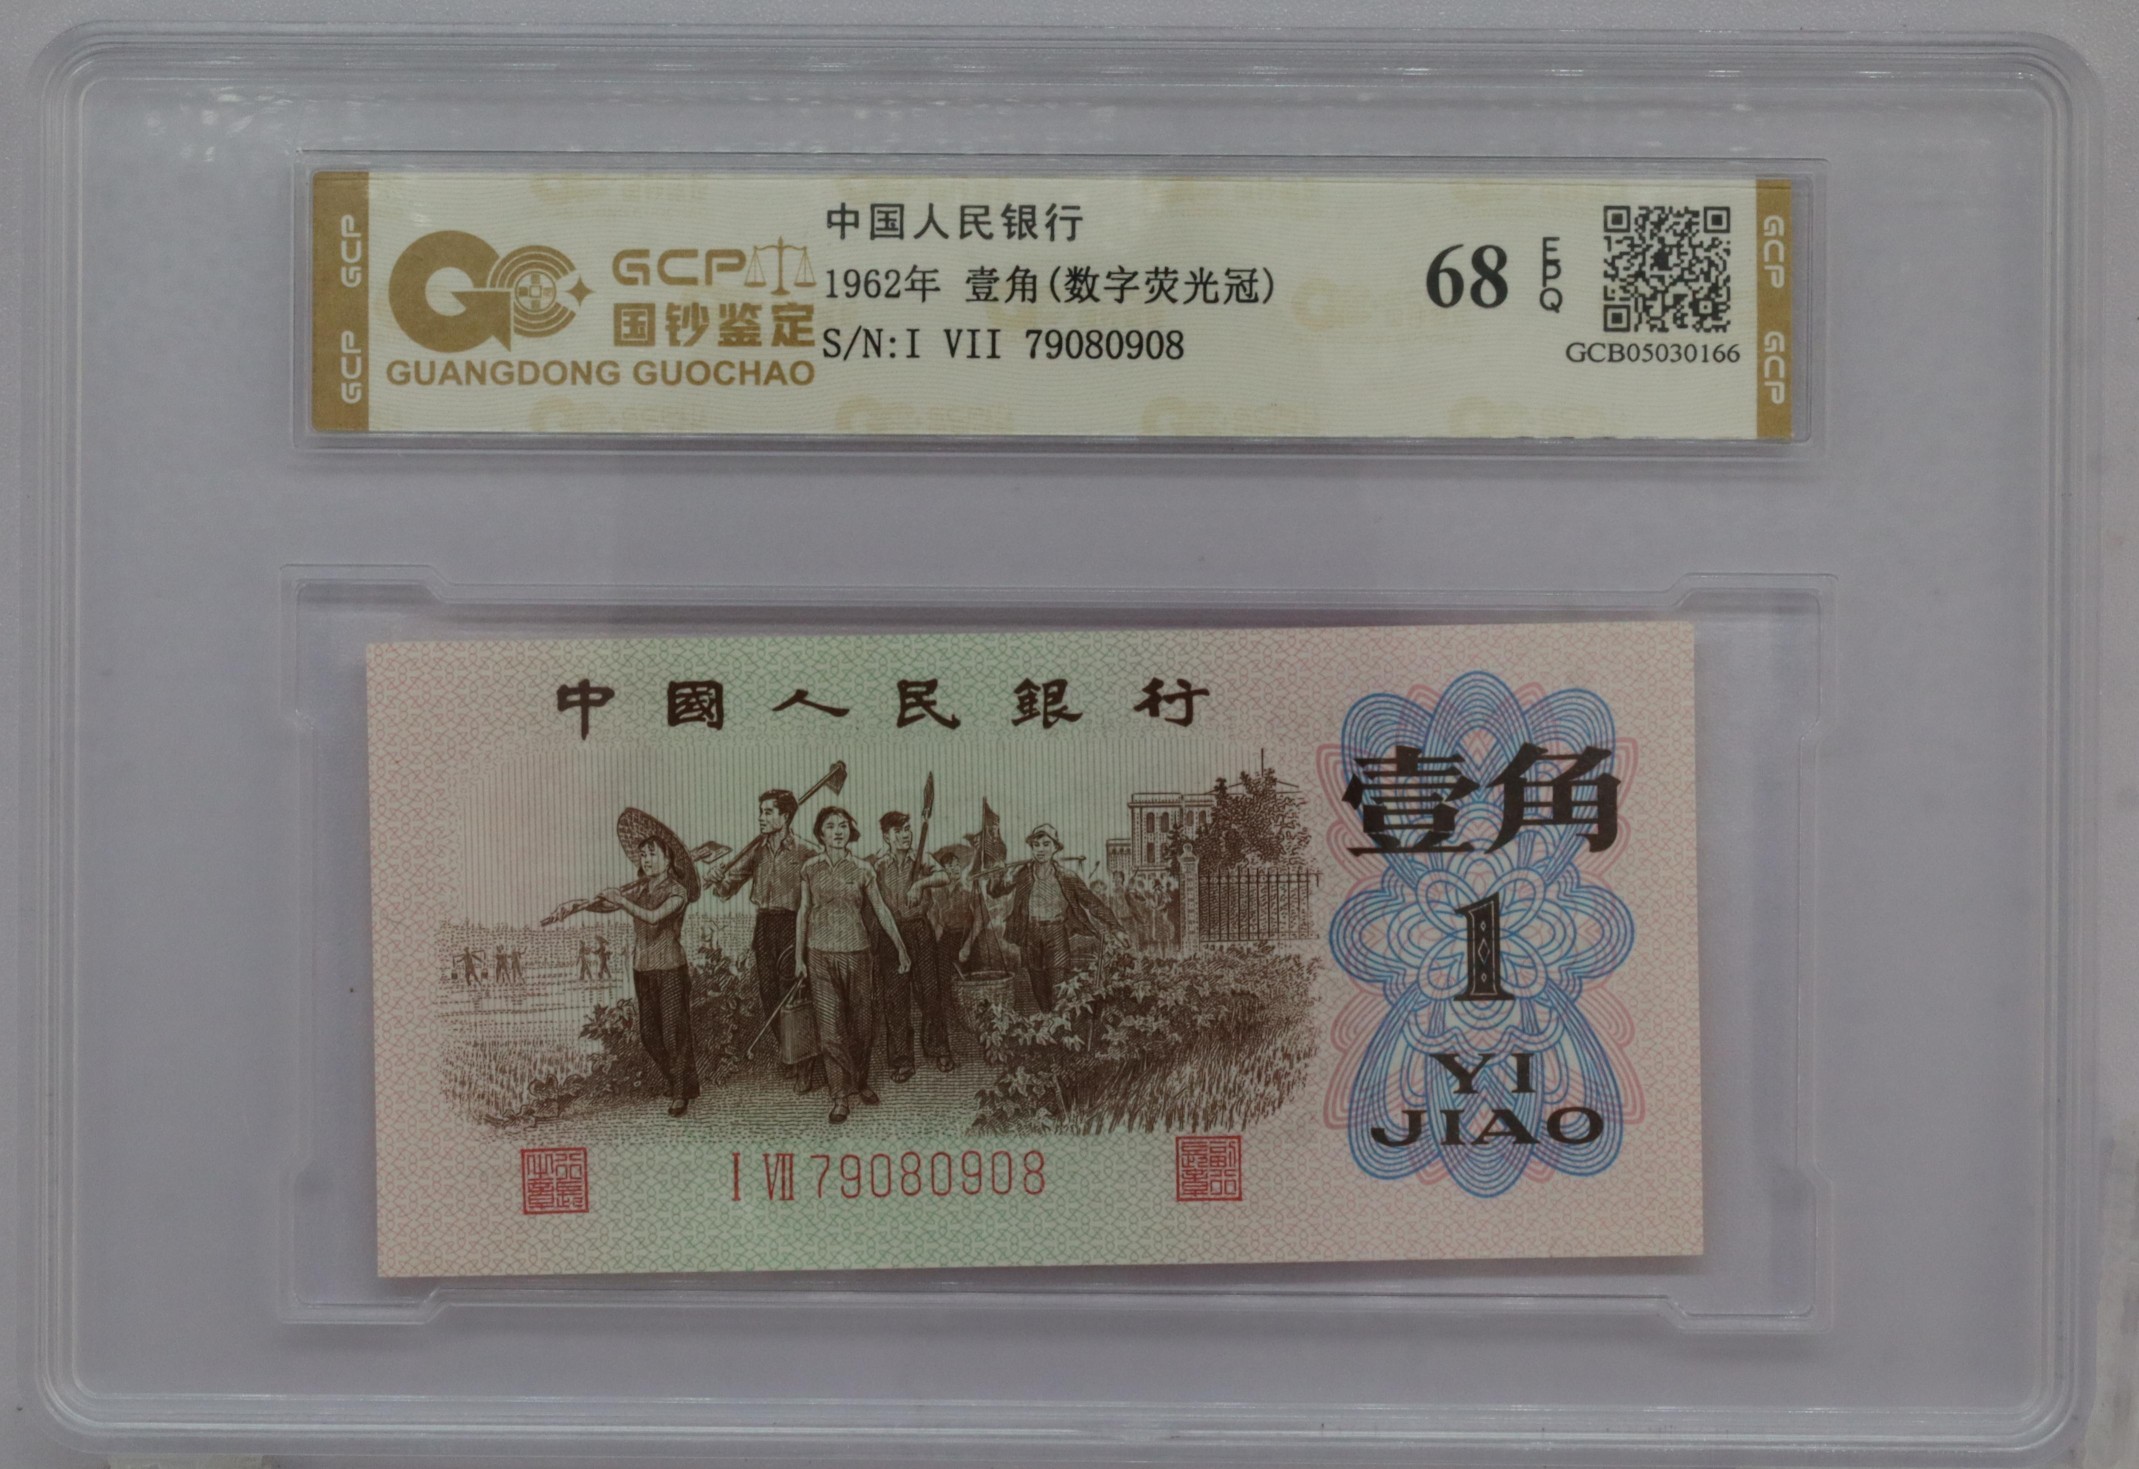 GCP
GCP
GCP
国钞鉴定
GUANGDONG GUOCHAO
中国人民银行
1962年 壹角(数字荧光冠)
S/N:I VII 79080908
68
EPQ
GCB05030166
GCP
GCP
中國人民銀行
壹角
1
YI
JIAO
I VII 79080908